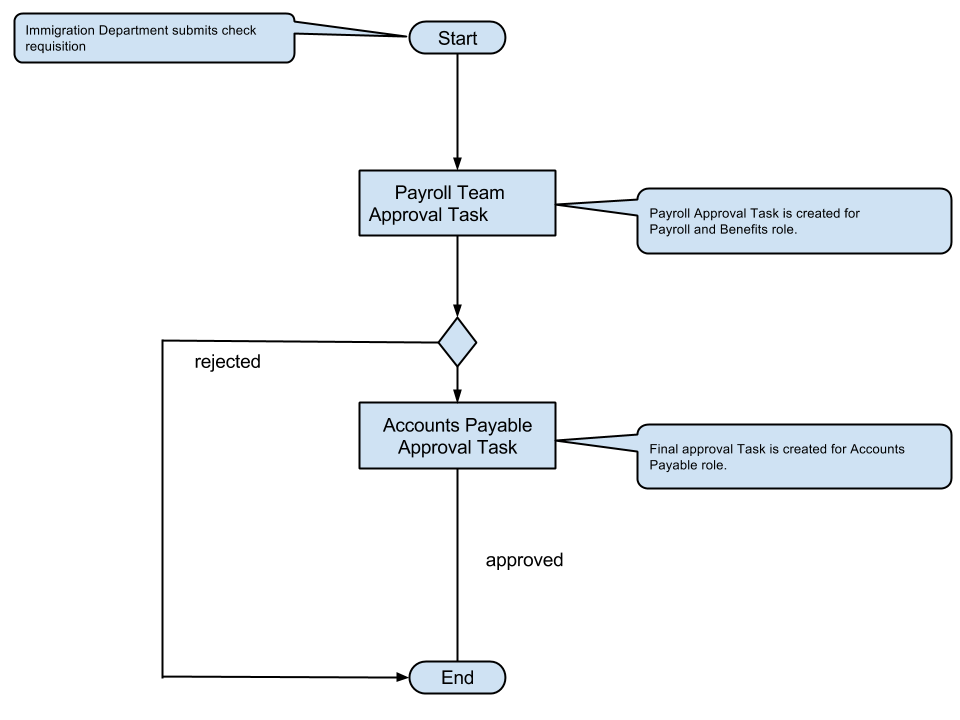 Immigration Department submits check
requisition
Start
Payroll Team
Approval Task
Payroll Approval Task is created for
Payroll and Benefits role.
rejected
Accounts Payable
Approval Task
Final approval Task is created for Accounts
Payable role.
approved
End